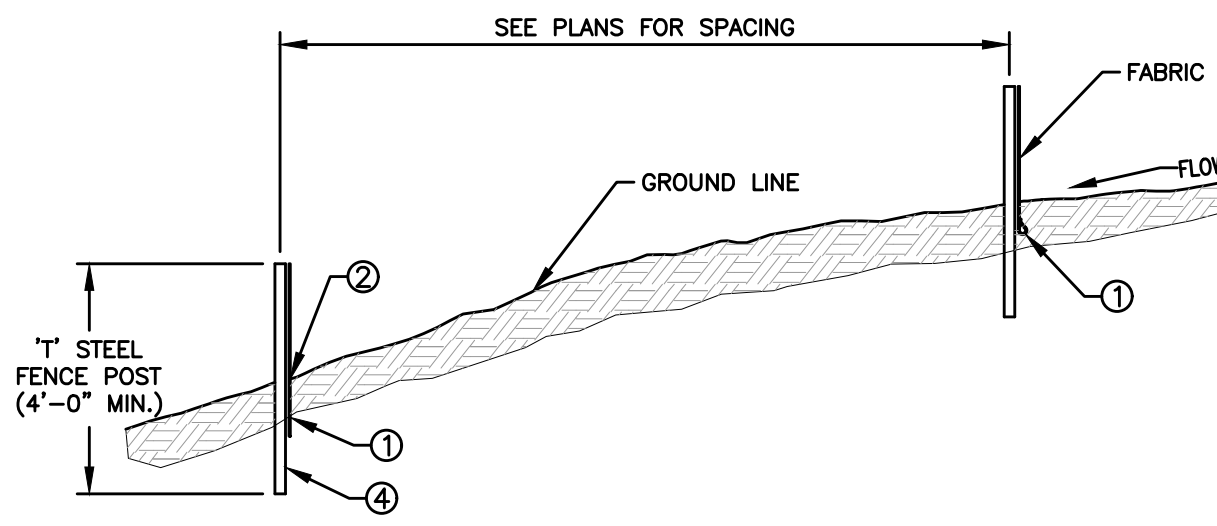 SEE PLANS FOR SPACING
FABRIC
FLOW
GROUND LINE
2
1
'T' STEEL
FENCE POST
(4'-0" MIN.)
1
4